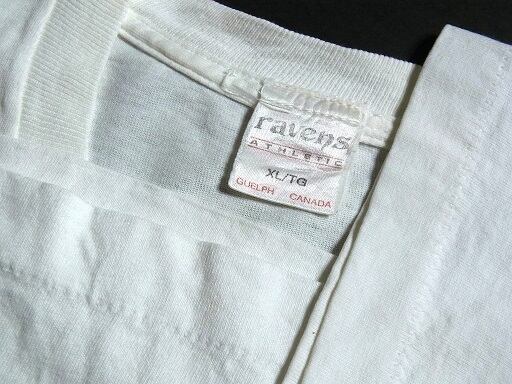 ravens
ATHLETIC
XL/TG
GUELPH CANADA